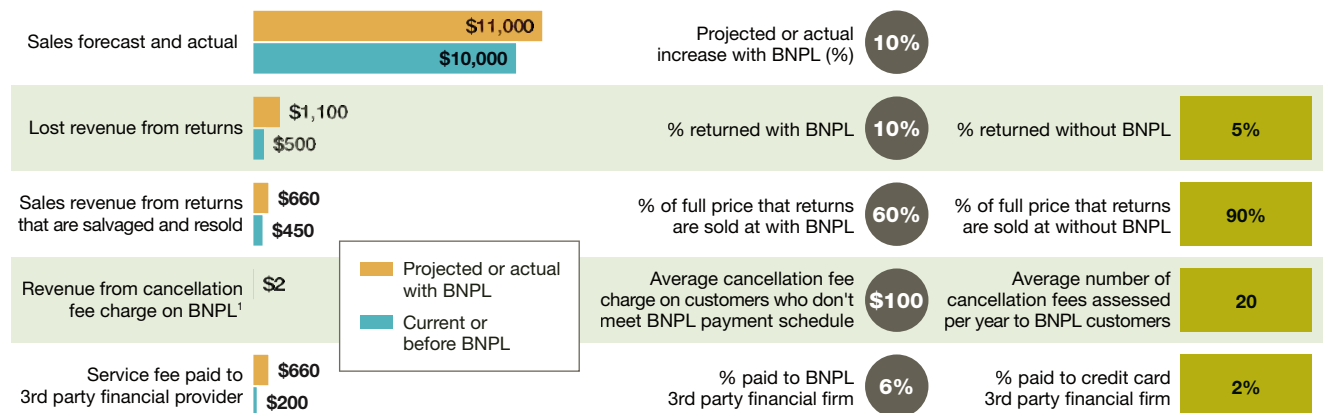 Sales forecast and actual
$11,000
$10,000
Projected or actual
increase with BNPL (%)
10%
Lost revenue from returns
$1,100
$500
% returned with BNPL
10%
% returned without BNPL
5%
Sales revenue from returns
that are salvaged and resold
$660
$450
% of full price that returns
are sold at with BNPL
60%
% of full price that returns
are sold at without BNPL
90%
Revenue from cancellation
fee charge on BNPL¹
$2
Projected or actual
with BNPL
Current or
before BNPL
Average cancellation fee
charge on customers who don't
meet BNPL payment schedule
$100
Average number of
cancellation fees assessed
per year to BNPL customers
20
Service fee paid to
3rd party financial provider
$660
$200
% paid to BNPL
3rd party financial firm
6%
% paid to credit card
3rd party financial firm
2%